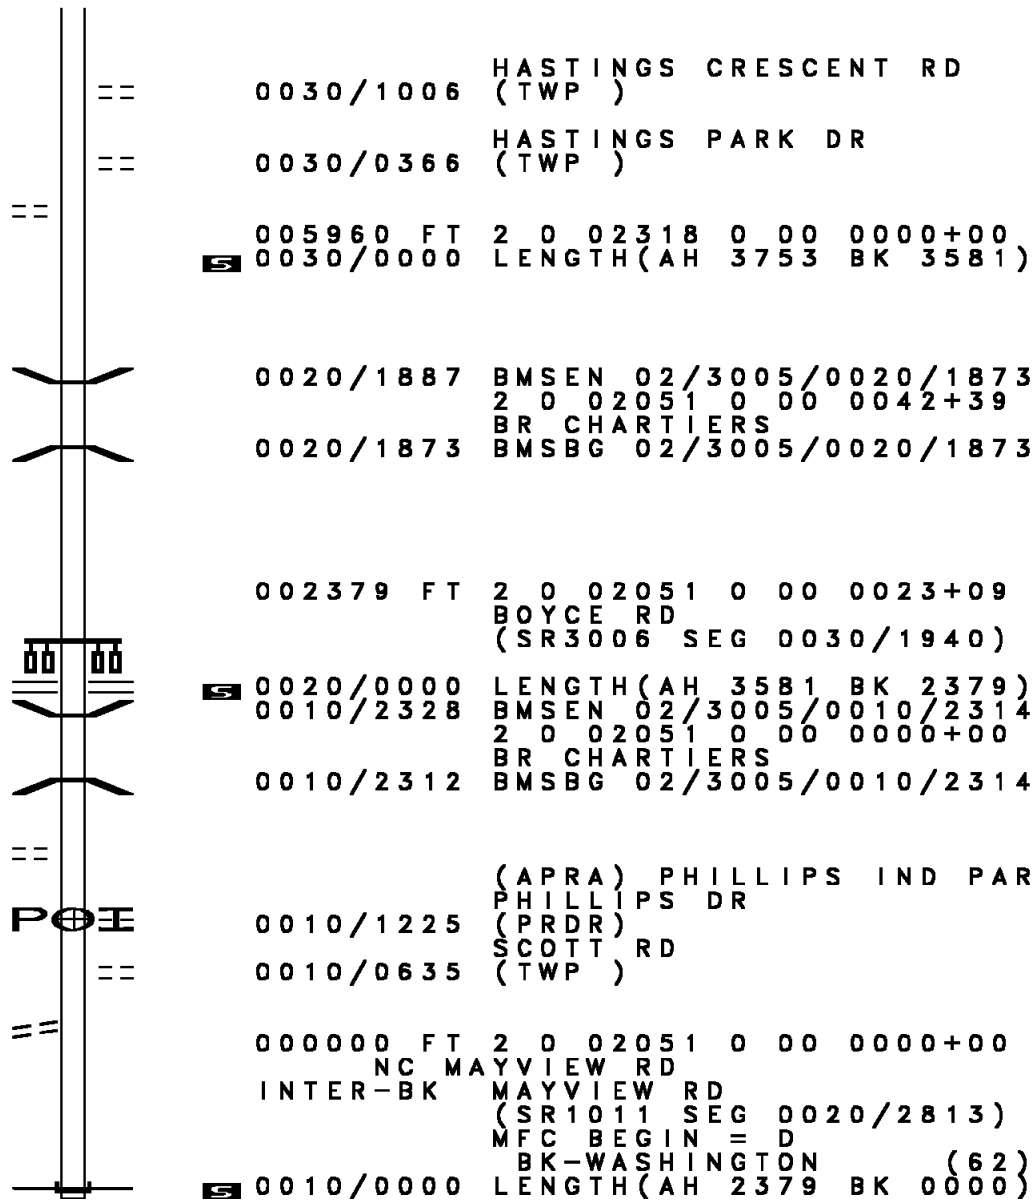 HASTINGS CRESCENT RD
0030/1006 (TWP )
HASTINGS PARK DR
0030/0366 (TWP )
005960 FT 2 0 02318 0 00 0000+00
S 0030/0000 LENGTH(AH 3753 BK 3581)
0020/1887 BMSEN 02/3005/0020/1873
2 0 02051 0 00 0042+39
BR CHARTIERS
0020/1873 BMSBG 02/3005/0020/1873
002379 FT 2 0 02051 0 00 0023+09
BOYCE RD
(SR3006 SEG 0030/1940)
S 0020/0000 LENGTH(AH 3581 BK 2379)
0010/2328 BMSEN 02/3005/0010/2314
2 0 02051 0 00 0000+00
BR CHARTIERS
0010/2312 BMSBG 02/3005/0010/2314
(APRA) PHILLIPS IND PAR
PHILLIPS DR
POI 0010/1225 (PRDR)
SCOTT RD
0010/0635 (TWP )
000000 FT 2 0 02051 0 00 0000+00
NC MAYVIEW RD
INTER-BK MAYVIEW RD
(SR1011 SEG 0020/2813)
MFC BEGIN = D
BK-WASHINGTON (62)
S 0010/0000 LENGTH(AH 2379 BK 0000)